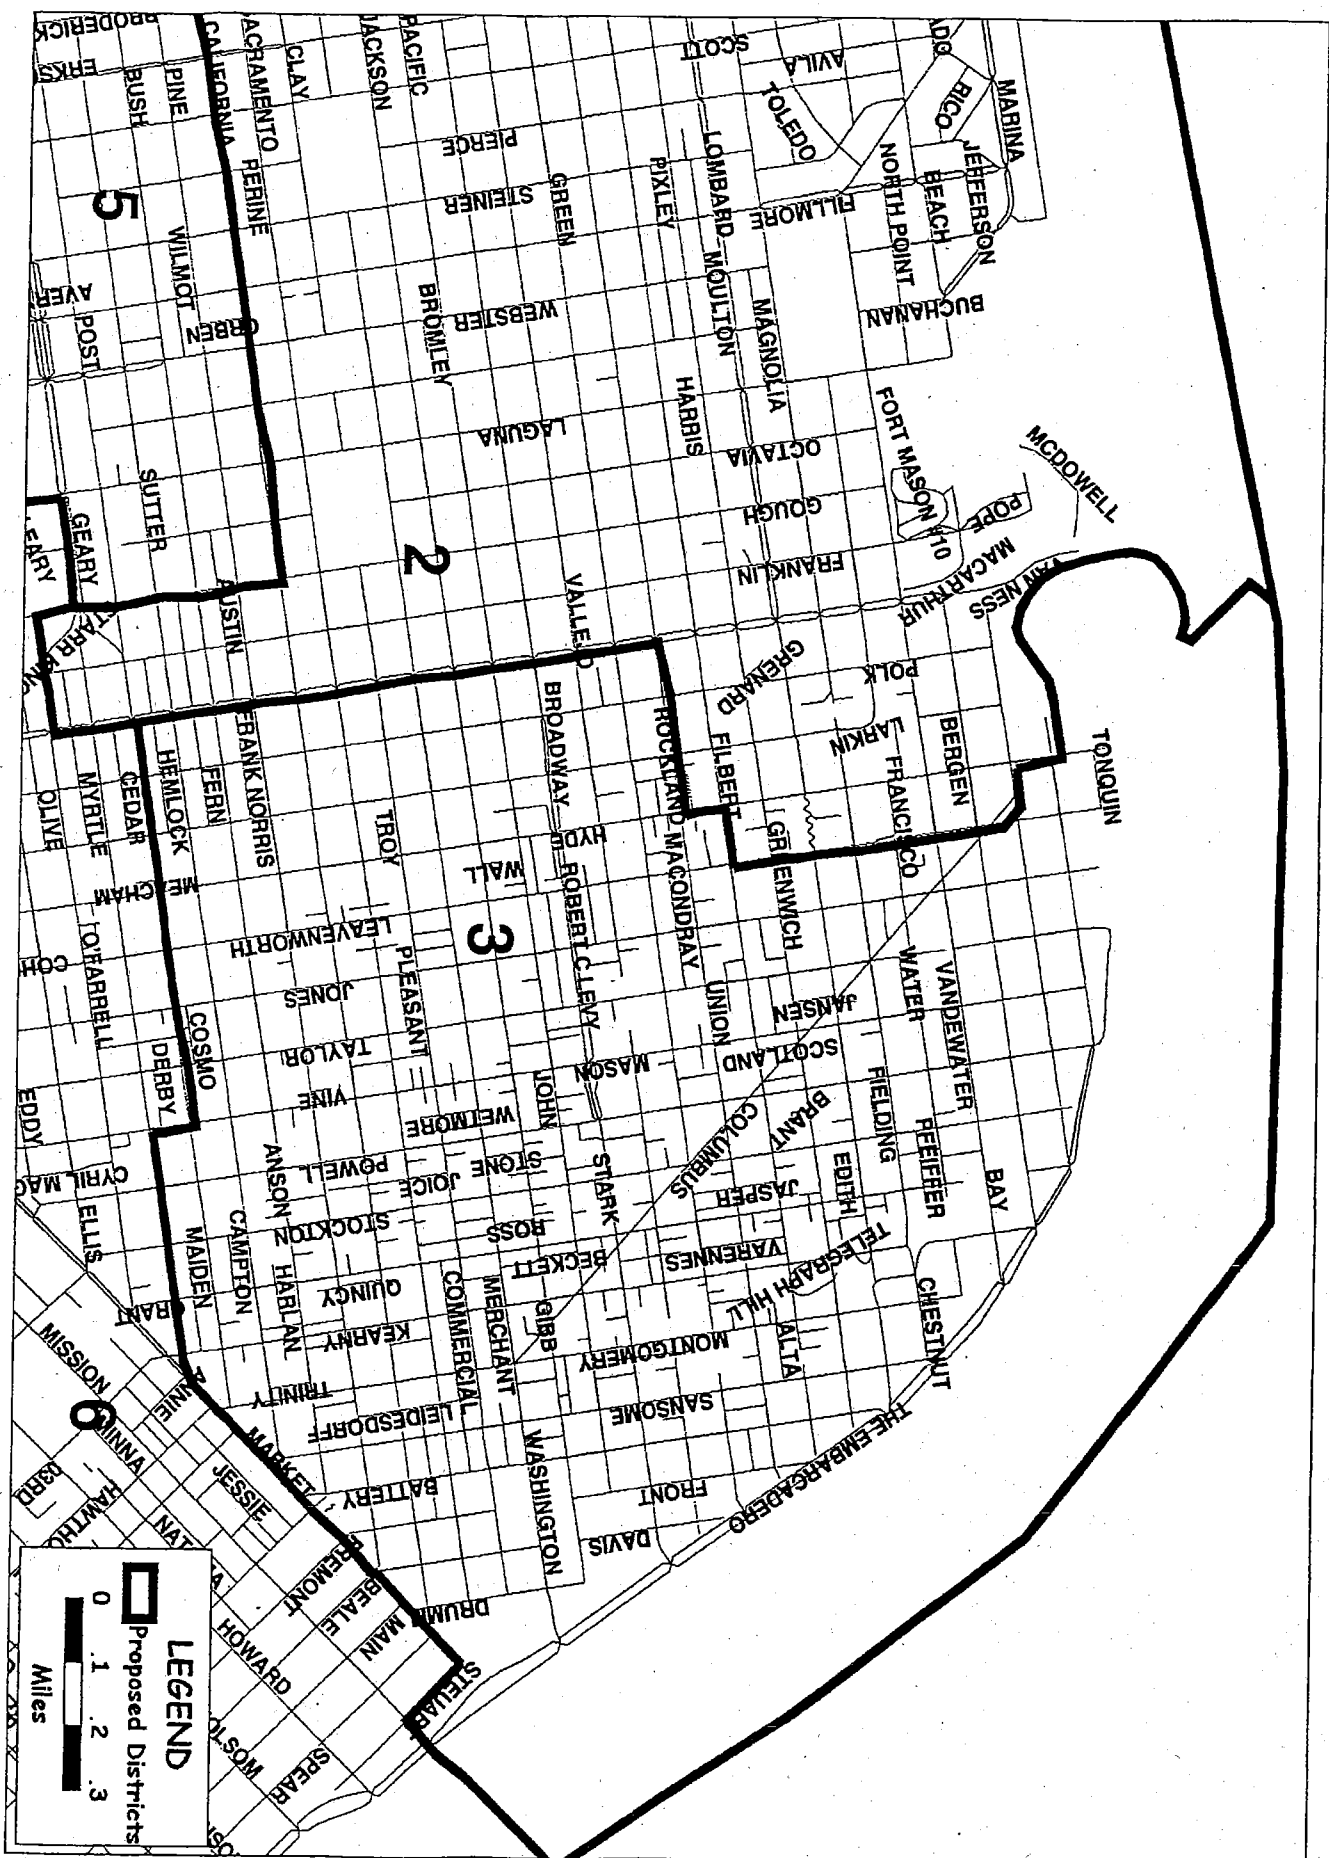 MARINA
RICO
JEFFERSON
BEACH
NORTH POINT
AVILA
TOLEDO
SCOTT
LOMBARD
MOULTON
FILLMORE
BUCHANAN
MAGNOLIA
PIXLEY
HARRIS
PACIFIC
JACKSON
CLAY
CALIFORNIA
PINE
BUSH
BRODERICK
PERINE
PIERCE
STEINER
GREEN
WEBSTER
BROMLEY
LAGUNA
OCTAVIA
GOUGH
FRANKLIN
FORT MASON #10
POPE
MCDOWELL
MACARTHUR
VAN NESS
5
WILMOT
POST
SUTTER
GEARY
2
VALLEJO
AUSTIN
GRENARD
POLK
LARKIN
BERGEN
TONQUIN
FRANCISCO
FILBERT
GREENWICH
ROCKLAND
MACONDRAY
BROADWAY
HYDE
ROBERT C LEVY
WALL
TROY
FRANK NORRIS
FERN
HEMLOCK
CEDAR
MYRTLE
OLIVE
MEACHAM
O'FARRELL
3
LEAVENWORTH
JONES
TAYLOR
VINE
PLEASANT
COSMO
DERBY
EDDY
CYRIL MAG
ELLIS
UNION
WATER
VANDEWATER
JANSEN
SCOTLAND
FIELDING
BRANT
COLUMBUS
MASON
JOHN
WETMORE
STONE
JOICE
POWELL
ANSON
STOCKTON
CAMPTON
MAIDEN
HARLAN
QUINCY
KEARNY
ROSS
STARK
BECKETT
JASPER
EDITH
PFEIFFER
BAY
TELEGRAPH HILL
VARENNES
CHESTNUT
ALTA
MONTGOMERY
GIBB
MERCHANT
COMMERCIAL
TRINITY
LEIDESDORFF
SANSOME
WASHINGTON
BATTERY
FRONT
DAVIS
THE EMBARCADERO
DRUMM
MARKET
ANNIE
MISSION
6
MINNA
JESSIE
03RD
HAWTHO
FREMONT
BEALE
MAIN
HOWARD
SPEAR
LEGEND
Proposed Districts
0 .1 .2 .3
Miles